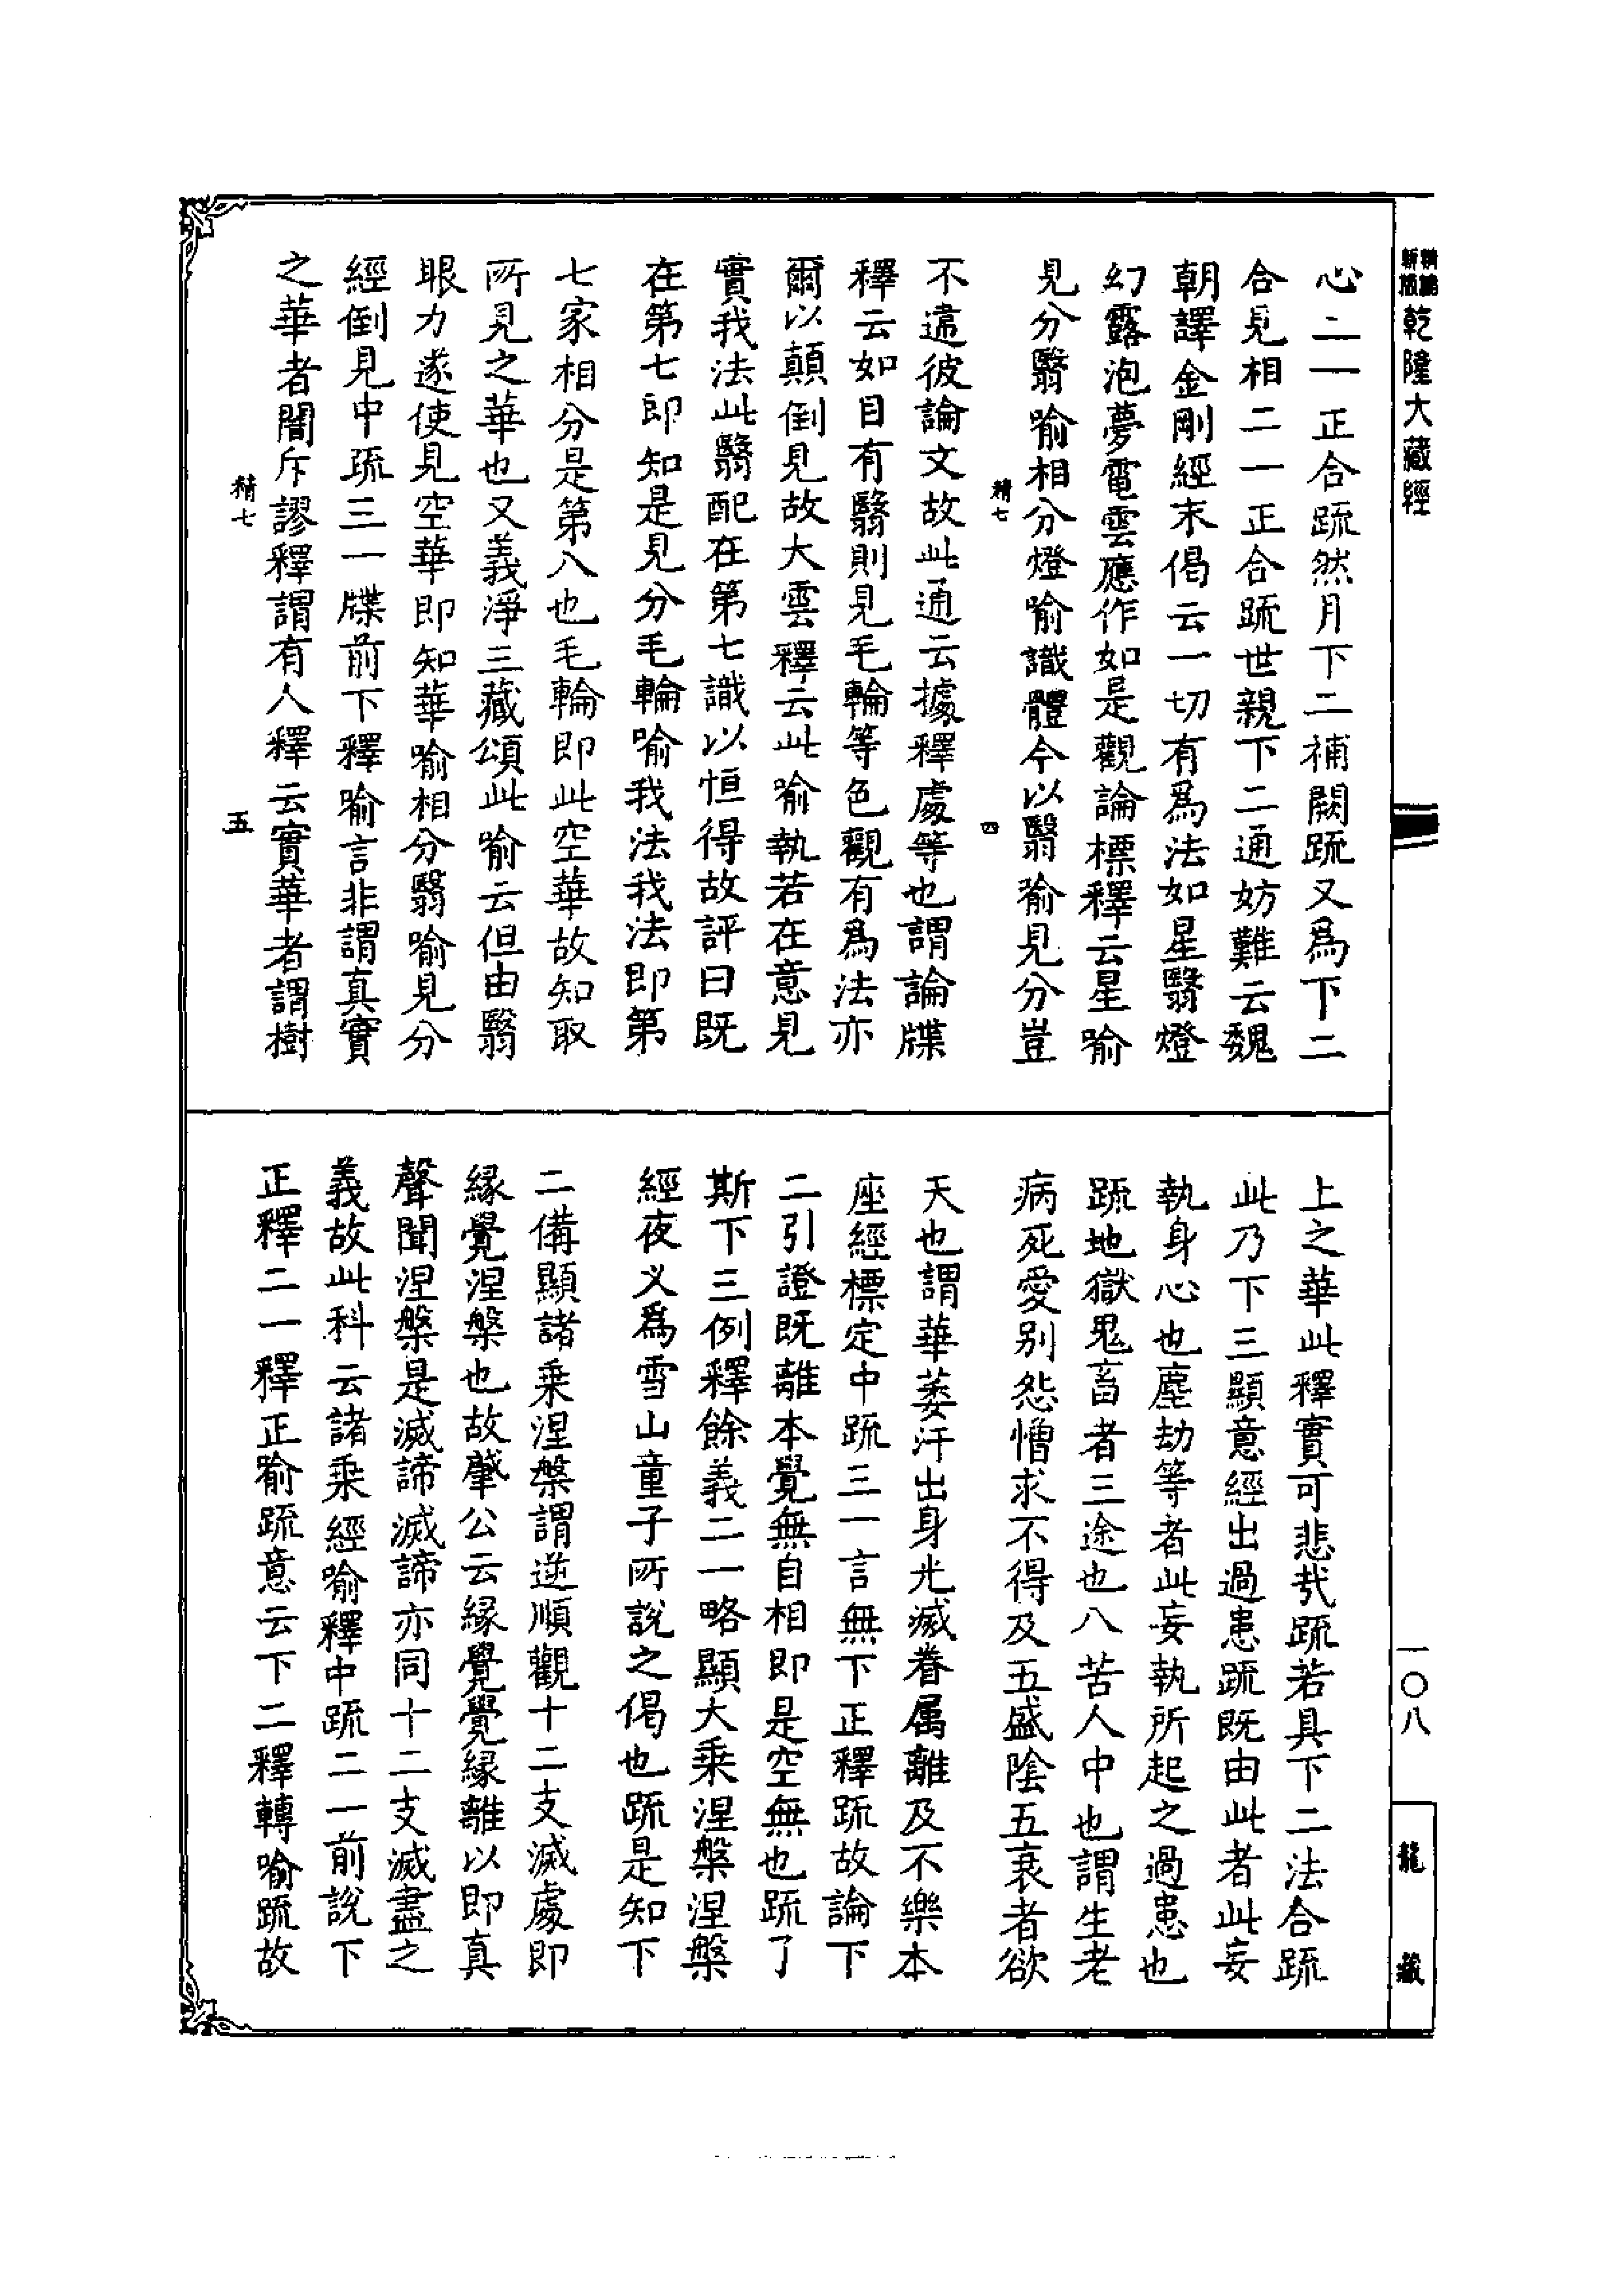 新版
精編
乾隆大藏經
一〇八
龍藏
心二一正合䟽然月下二補闕䟽又爲下二
合見相二一正合䟽世親下二通妨難云魏
朝譯金剛經末偈云一切有爲法如星翳燈
幻露泡夢電雲應作如是觀論標釋云星喻
見分翳喻相分燈喻識體今以翳喻見分豈
精七
四
不違彼論文故此通云據釋處等也謂論牒
釋云如目有翳則見毛輪等色觀有爲法亦
爾以顛倒見故大雲釋云此喻執若在意見
實我法此翳配在第七識以恒得故評曰既
在第七即知是見分毛輪喻我法我法即第
七家相分是第八也毛輪即此空華故知取
所見之華也又義淨三藏頌此喻云但由翳
眼力遂使見空華即知華喻相分翳喻見分
經倒見中䟽三一牒前下釋喻言非謂真實
之華者闇斥謬釋謂有人釋云實華者謂樹
精七
五
上之華此釋實可悲㢤䟽若具下二法合䟽
此乃下三顯意經出過患䟽既由此者此妄
執身心也塵劫等者此妄執所起之過患也
䟽地獄鬼畜者三途也八苦人中也謂生老
病死愛別怨憎求不得及五盛陰五衰者欲
天也謂華萎汗出身光滅眷属離及不樂本
座經標定中䟽三一言無下正釋䟽故論下
二引證既離本覺無自相即是空無也䟽了
斯下三例釋餘義二一略顯大乘涅槃涅槃
經夜义爲雪山童子所說之偈也䟽是知下
二備顯諸乘涅槃謂逆順觀十二支滅處即
緣覺涅槃也故肇公云緣覺覺緣離以即真
聲聞涅槃是滅諦滅諦亦同十二支滅盡之
義故此科云諸乘經喻釋中䟽二一前說下
正釋二一釋正喻䟽意云下二釋轉喻䟽故